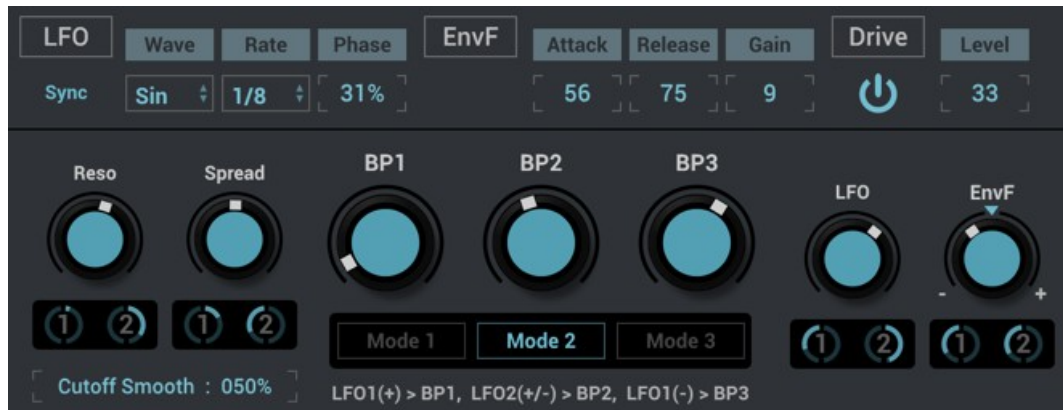 LFO Wave Rate Phase EnvF Attack Release Gain Drive Level
Sync Sin 1/8 31% 56 75 9 33
Reso Spread BP1 BP2 BP3 LFO EnvF
- +
1 2 1 2 1 2 1 2
Mode 1 Mode 2 Mode 3
Cutoff Smooth : 050%
LFO1(+) > BP1, LFO2(+/-) > BP2, LFO1(-) > BP3